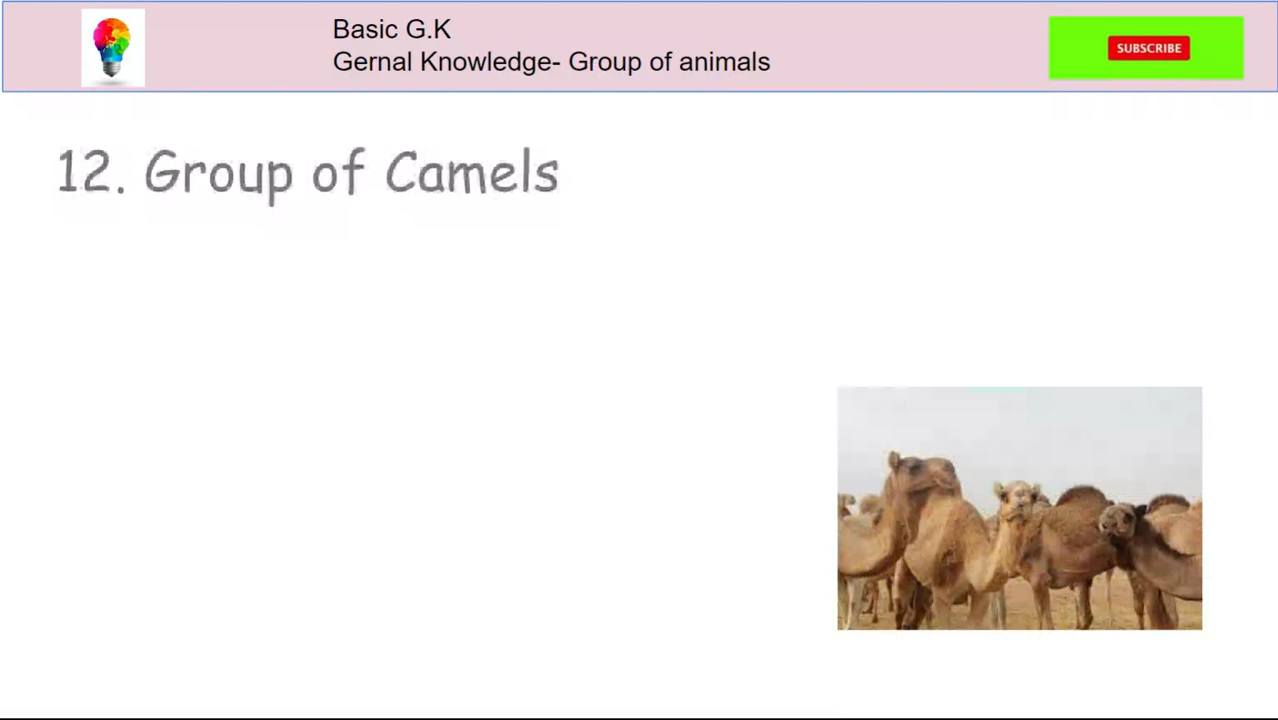 Basic G.K
Gernal Knowledge- Group of animals
SUBSCRIBE
12. Group of Camels